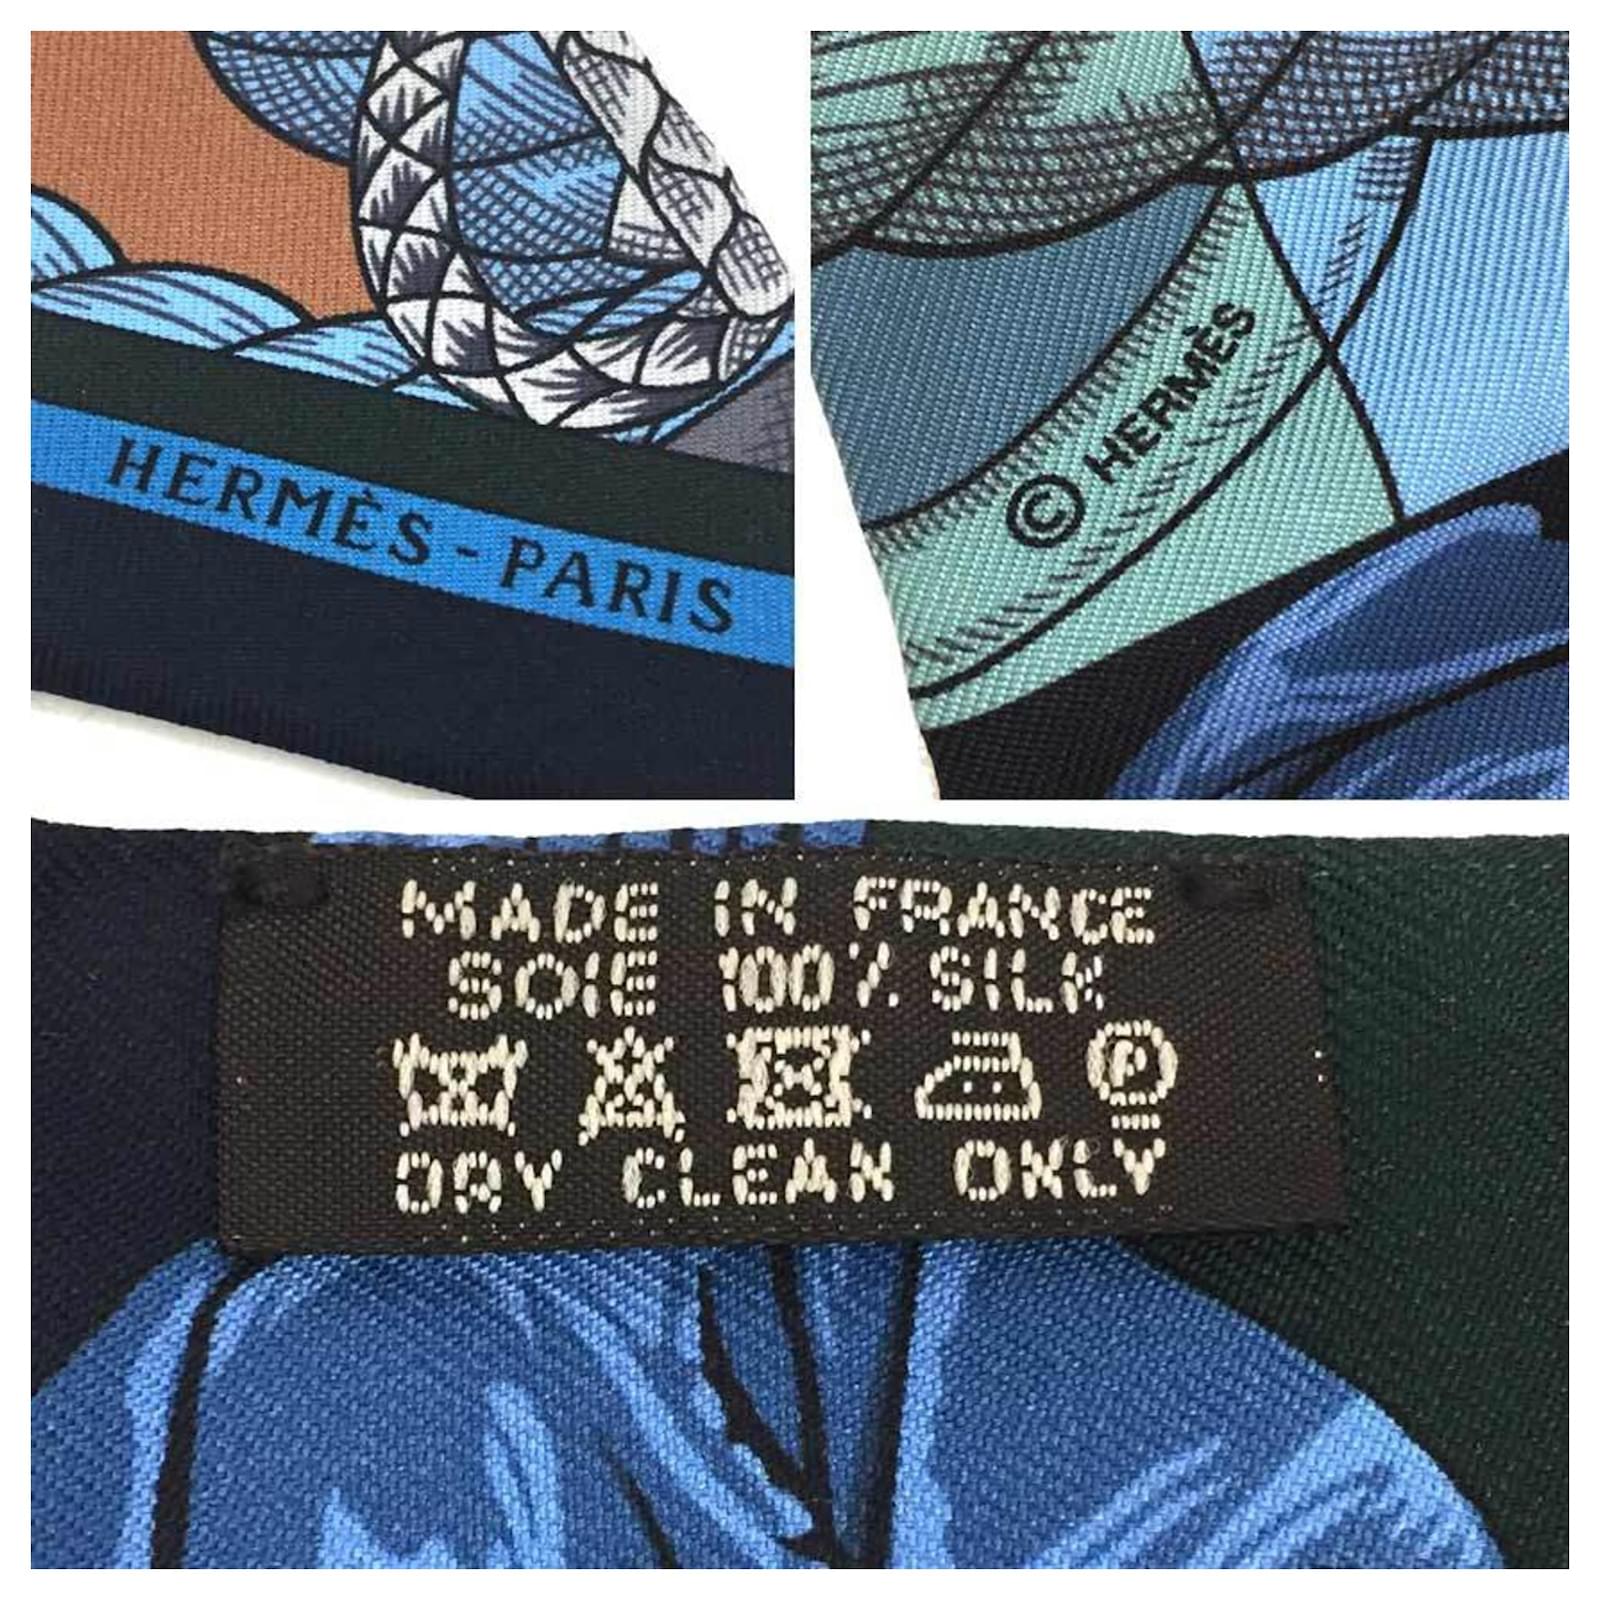 HERMÈS-PARIS
© HERMÈS
MADE IN FRANCE
SOIE 100% SILK
P
DRY CLEAN ONLY